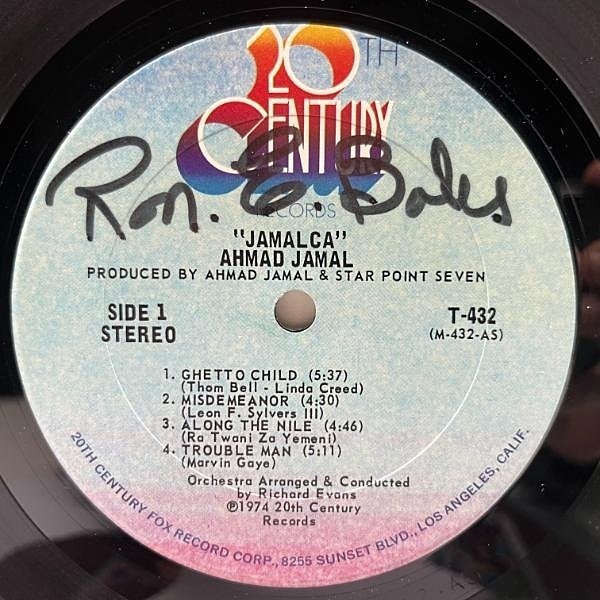 20TH
CENTURY
RECORDS
Ron. E. Bales
"JAMALCA"
AHMAD JAMAL
PRODUCED BY AHMAD JAMAL & STAR POINT SEVEN
SIDE 1
STEREO
T-432
(M-432-AS)
1. GHETTO CHILD (5:37)
(Thom Bell - Linda Creed)
2. MISDEMEANOR (4:30)
(Leon F. Sylvers III)
3. ALONG THE NILE (4:46)
(Ra Twani Za Yemeni)
4. TROUBLE MAN (5:11)
(Marvin Gaye)
Orchestra Arranged & Conducted
by Richard Evans
℗1974 20th Century
Records
20TH CENTURY FOX RECORD CORP., 8255 SUNSET BLVD., LOS ANGELES, CALIF.